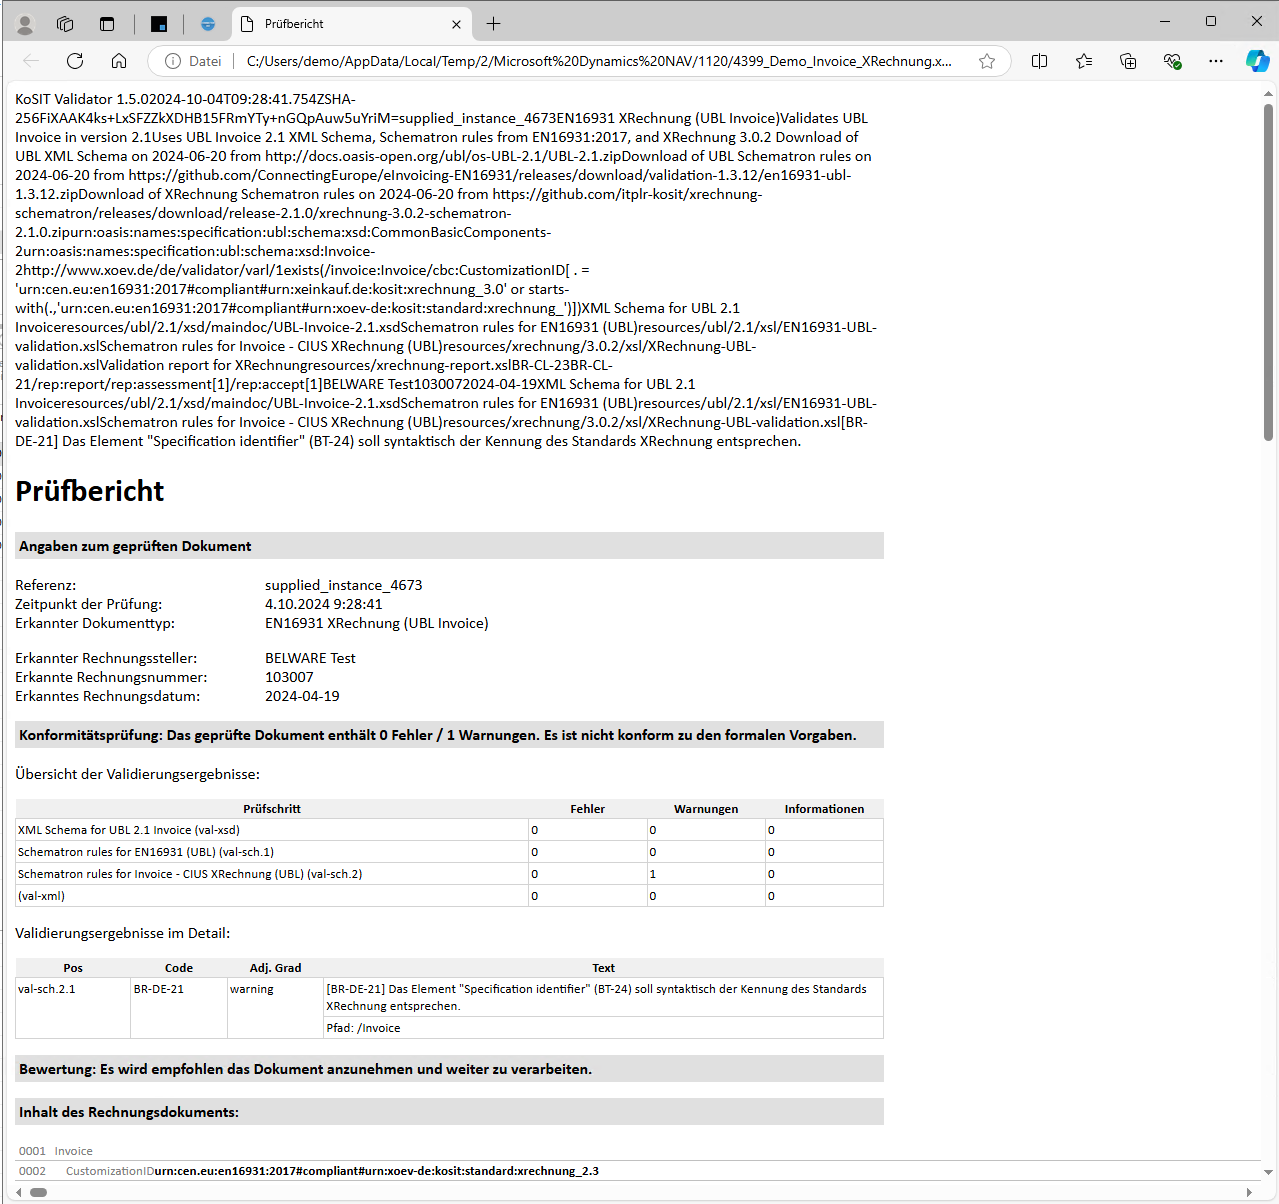 Prüfbericht
Datei
C:/Users/demo/AppData/Local/Temp/2/Microsoft%20Dynamics%20NAV/1120/4399_Demo_Invoice_XRechnung.x...
KoSIT Validator 1.5.02024-10-04T09:28:41.754ZSHA-
256FiXAAK4ks+LxSFZZkXDHB15FRmYTy+nGQpAuw5uYriM=supplied_instance_4673EN16931 XRechnung (UBL Invoice)Validates UBL
Invoice in version 2.1Uses UBL Invoice 2.1 XML Schema, Schematron rules from EN16931:2017, and XRechnung 3.0.2 Download of
UBL XML Schema on 2024-06-20 from http://docs.oasis-open.org/ubl/os-UBL-2.1/UBL-2.1.zipDownload of UBL Schematron rules on
2024-06-20 from https://github.com/ConnectingEurope/eInvoicing-EN16931/releases/download/validation-1.3.12/en16931-ubl-
1.3.12.zipDownload of XRechnung Schematron rules on 2024-06-20 from https://github.com/itplr-kosit/xrechnung-
schematron/releases/download/release-2.1.0/xrechnung-3.0.2-schematron-
2.1.0.zipurn:oasis:names:specification:ubl:schema:xsd:CommonBasicComponents-
2urn:oasis:names:specification:ubl:schema:xsd:Invoice-
2http://www.xoev.de/de/validator/varl/1exists(/invoice:Invoice/cbc:CustomizationID[ . =
'urn:cen.eu:en16931:2017#compliant#urn:xeinkauf.de:kosit:xrechnung_3.0' or starts-
with(.,'urn:cen.eu:en16931:2017#compliant#urn:xoev-de:kosit:standard:xrechnung_')])XML Schema for UBL 2.1
Invoiceresources/ubl/2.1/xsd/maindoc/UBL-Invoice-2.1.xsdSchematron rules for EN16931 (UBL)resources/ubl/2.1/xsl/EN16931-UBL-
validation.xslSchematron rules for Invoice - CIUS XRechnung (UBL)resources/xrechnung/3.0.2/xsl/XRechnung-UBL-
validation.xslValidation report for XRechnungresources/xrechnung-report.xslBR-CL-23BR-CL-
21/rep:report/rep:assessment[1]/rep:accept[1]BELWARE Test1030072024-04-19XML Schema for UBL 2.1
Invoiceresources/ubl/2.1/xsd/maindoc/UBL-Invoice-2.1.xsdSchematron rules for EN16931 (UBL)resources/ubl/2.1/xsl/EN16931-UBL-
validation.xslSchematron rules for Invoice - CIUS XRechnung (UBL)resources/xrechnung/3.0.2/xsl/XRechnung-UBL-validation.xsl[BR-
DE-21] Das Element "Specification identifier" (BT-24) soll syntaktisch der Kennung des Standards XRechnung entsprechen.
Prüfbericht
Angaben zum geprüften Dokument
Referenz: supplied_instance_4673
Zeitpunkt der Prüfung: 4.10.2024 9:28:41
Erkannter Dokumenttyp: EN16931 XRechnung (UBL Invoice)
Erkannter Rechnungssteller: BELWARE Test
Erkannte Rechnungsnummer: 103007
Erkanntes Rechnungsdatum: 2024-04-19
Konformitätsprüfung: Das geprüfte Dokument enthält 0 Fehler / 1 Warnungen. Es ist nicht konform zu den formalen Vorgaben.
Übersicht der Validierungsergebnisse:
Prüfschritt Fehler Warnungen Informationen
XML Schema for UBL 2.1 Invoice (val-xsd) 0 0 0
Schematron rules for EN16931 (UBL) (val-sch.1) 0 0 0
Schematron rules for Invoice - CIUS XRechnung (UBL) (val-sch.2) 0 1 0
(val-xml) 0 0 0
Validierungsergebnisse im Detail:
Pos Code Adj. Grad Text
val-sch.2.1 BR-DE-21 warning [BR-DE-21] Das Element "Specification identifier" (BT-24) soll syntaktisch der Kennung des Standards
XRechnung entsprechen.
Pfad: /Invoice
Bewertung: Es wird empfohlen das Dokument anzunehmen und weiter zu verarbeiten.
Inhalt des Rechnungsdokuments:
0001 Invoice
0002 CustomizationIDurn:cen.eu:en16931:2017#compliant#urn:xoev-de:kosit:standard:xrechnung_2.3